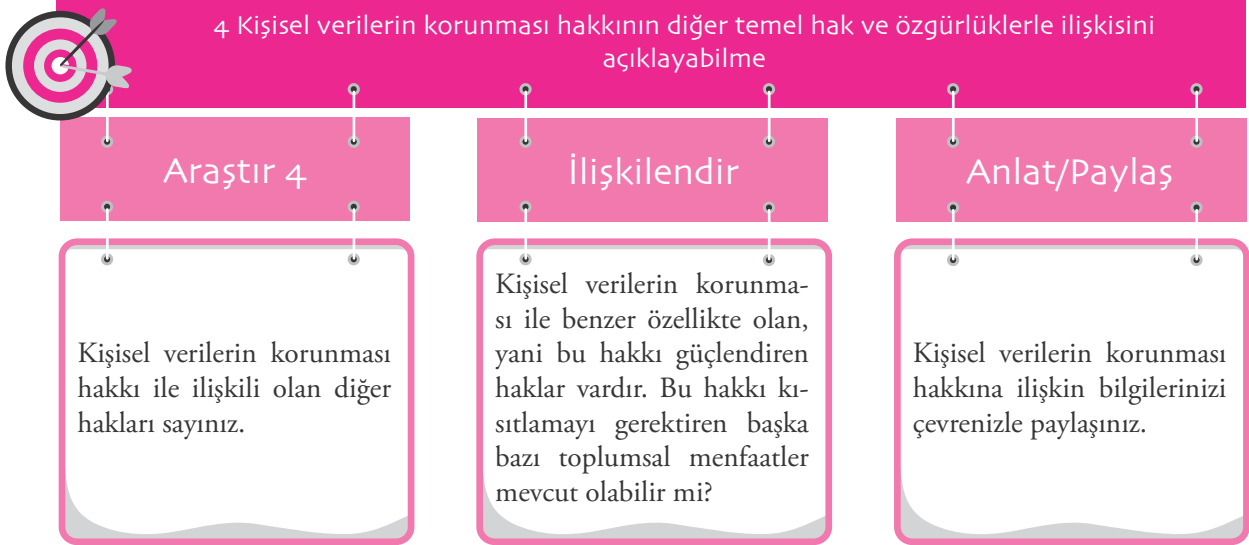 4 Kişisel verilerin korunması hakkının diğer temel hak ve özgürlüklerle ilişkisini
açıklayabilme
Araştır 4
Kişisel verilerin korunması
hakkı ile ilişkili olan diğer
hakları sayınız.
İlişkilendir
Kişisel verilerin korunma-
sı ile benzer özellikte olan,
yani bu hakkı güçlendiren
haklar vardır. Bu hakkı kı-
sıtlamayı gerektiren başka
bazı toplumsal menfaatler
mevcut olabilir mi?
Anlat/Paylaş
Kişisel verilerin korunması
hakkına ilişkin bilgilerinizi
çevrenizle paylaşınız.